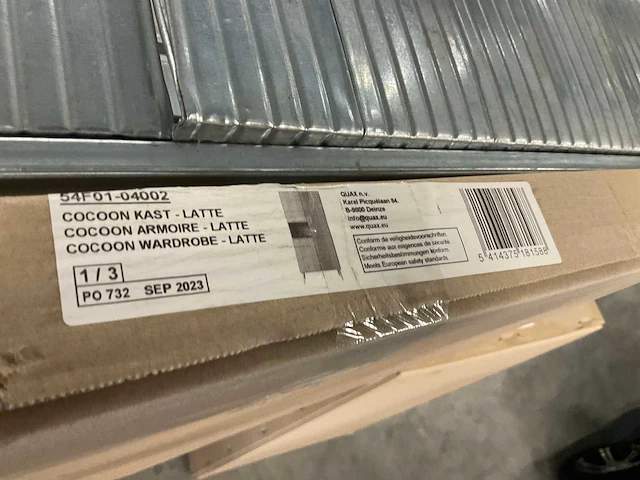 54F01-04002
COCOON KAST - LATTE
COCOON ARMOIRE - LATTE
COCOON WARDROBE - LATTE
1 / 3
PO 732 SEP 2023
QUAX n.v.
Karel Picquélaan 84,
B-9800 Deinze
info@quax.eu
www.quax.eu
Conform de veiligheidsvoorschriften.
Conforme aux exigences de sécurité.
Sicherheitsbestimmungen konform.
Meets European safety standards.
5 414375 181588